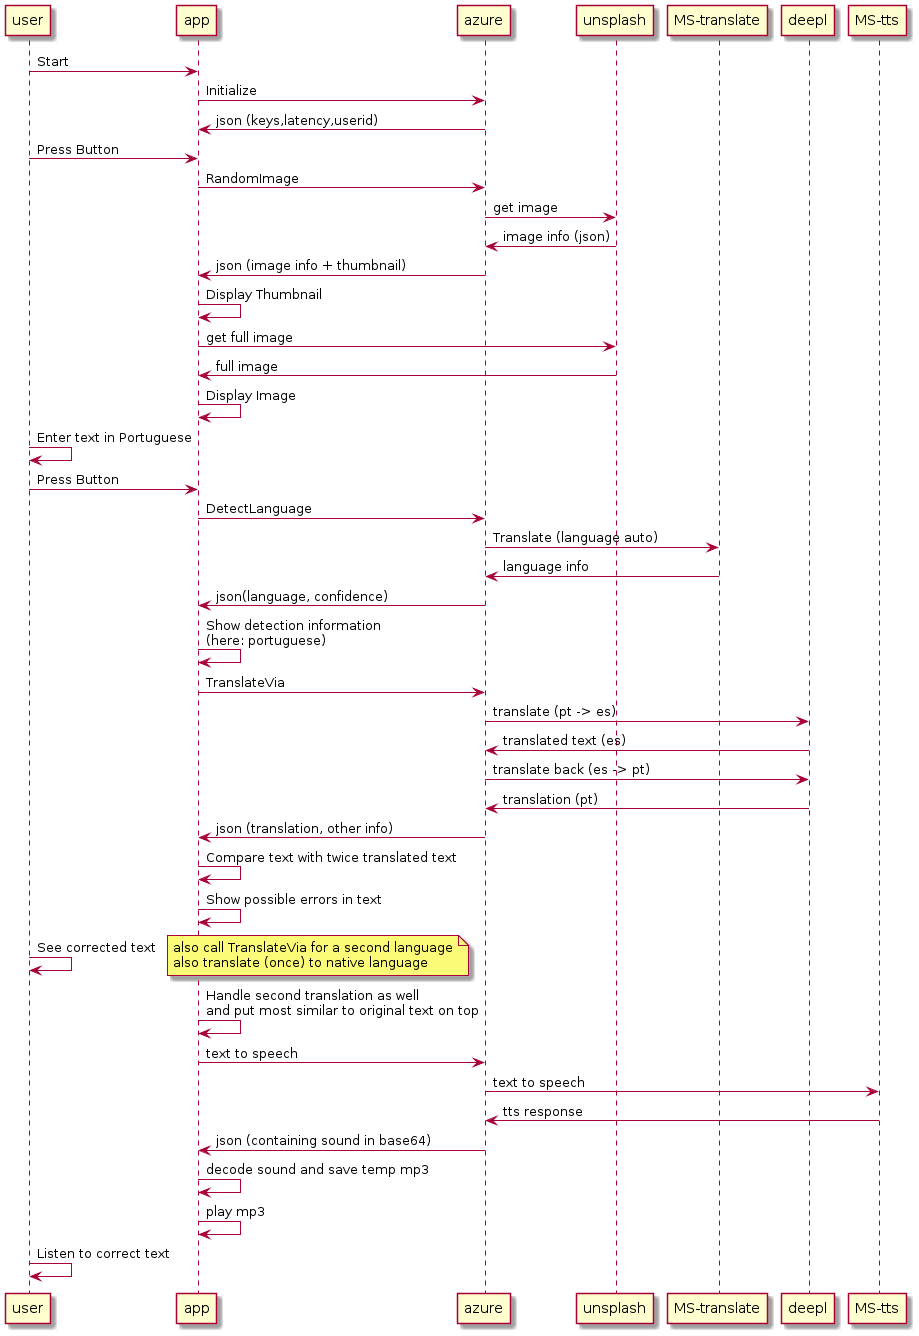 user app azure unsplash MS-translate deepl MS-tts
Start
Initialize
json (keys,latency,userid)
Press Button
RandomImage
get image
image info (json)
json (image info + thumbnail)
Display Thumbnail
get full image
full image
Display Image
Enter text in Portuguese
Press Button
DetectLanguage
Translate (language auto)
language info
json(language, confidence)
Show detection information
(here: portuguese)
TranslateVia
translate (pt -> es)
translated text (es)
translate back (es -> pt)
translation (pt)
json (translation, other info)
Compare text with twice translated text
Show possible errors in text
See corrected text
also call TranslateVia for a second language
also translate (once) to native language
Handle second translation as well
and put most similar to original text on top
text to speech
text to speech
tts response
json (containing sound in base64)
decode sound and save temp mp3
play mp3
Listen to correct text
user app azure unsplash MS-translate deepl MS-tts